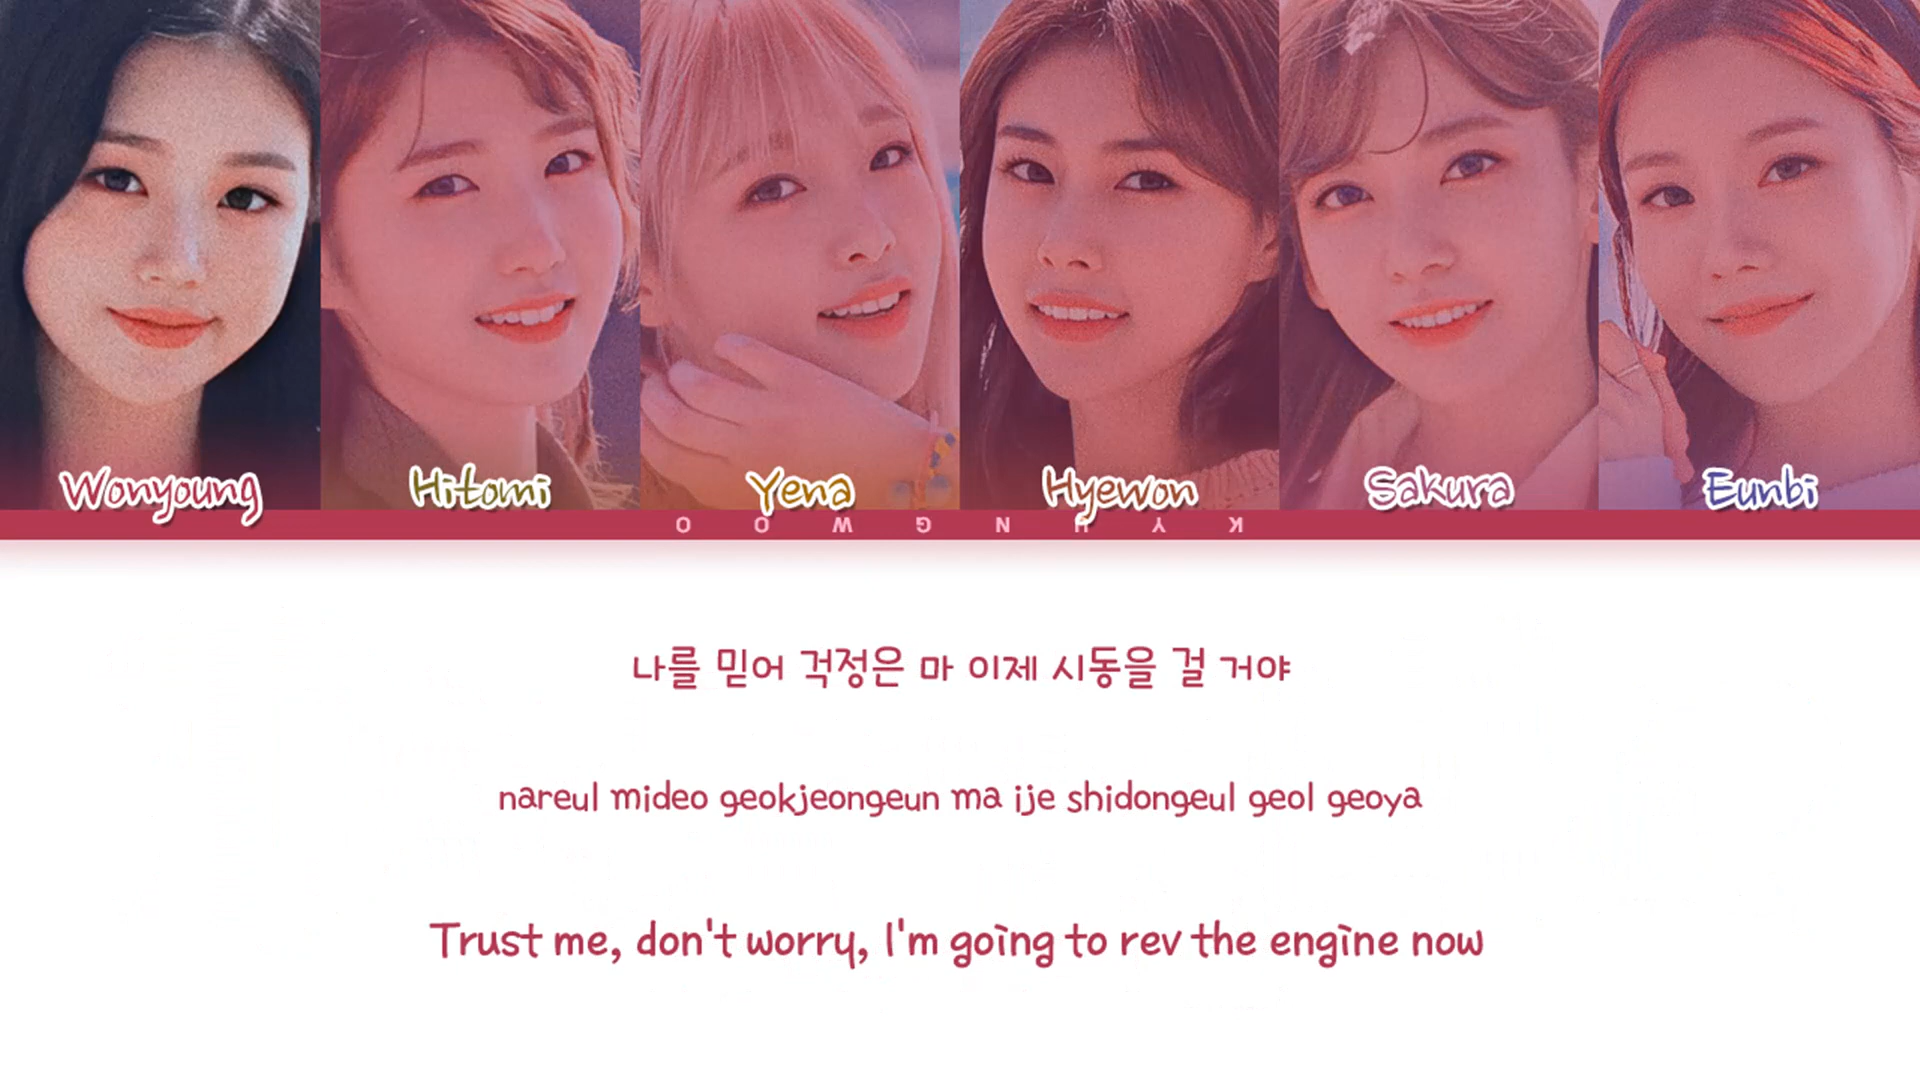 Wonyoung
Hitomi
Yena
Hyewon
Sakura
Eunbi
KYUNGWOO
나를 믿어 걱정은 마 이제 시동을 걸 거야
nareul mideo geokjeongeun ma ije shidongeul geol geoya
Trust me, don't worry, I'm going to rev the engine now